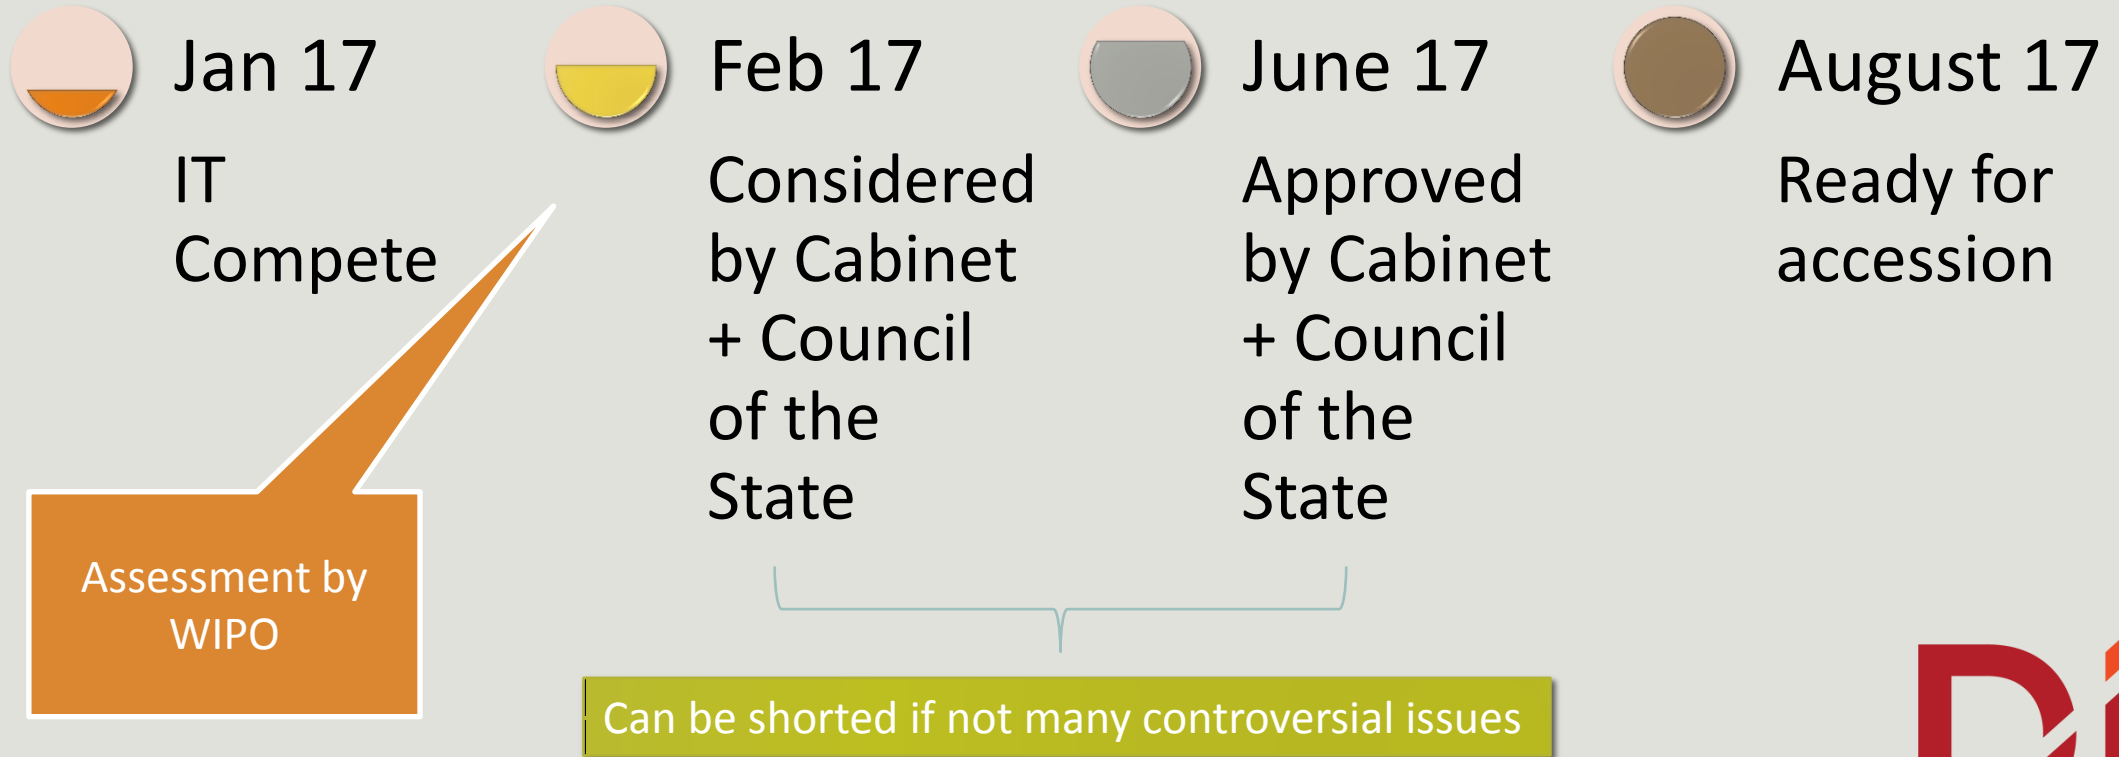 Jan 17
IT
Compete
Feb 17
Considered
by Cabinet
+ Council
of the
State
June 17
Approved
by Cabinet
+ Council
of the
State
August 17
Ready for
accession
Assessment by
WIPO
Can be shorted if not many controversial issues